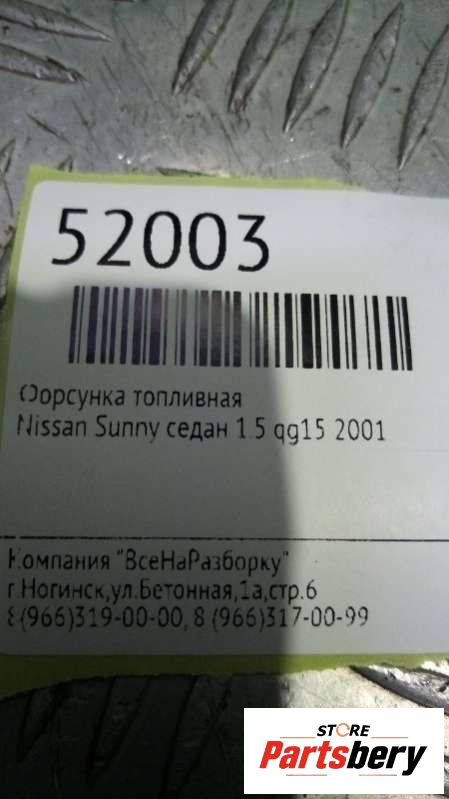 52003
Форсунка топливная
Nissan Sunny седан 1.5 qg15 2001
Компания "ВсеНаРазборку"
г.Ногинск,ул.Бетонная,1а,стр.6
8(966)319-00-00, 8 (966)317-00-99
STORE
Partsbery